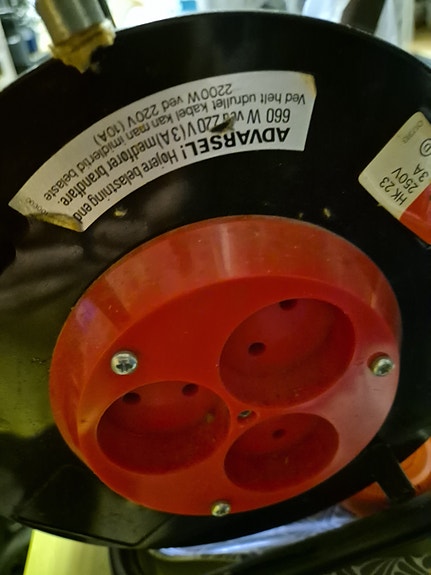 ADVARSEL! Højere belastning end
660 W ved 220V (3A) medfører brandfare.
Ved helt udrullet kabel kan man imidlertid belaste
2200W ved 220V (10A)
HK 23
250V
3A